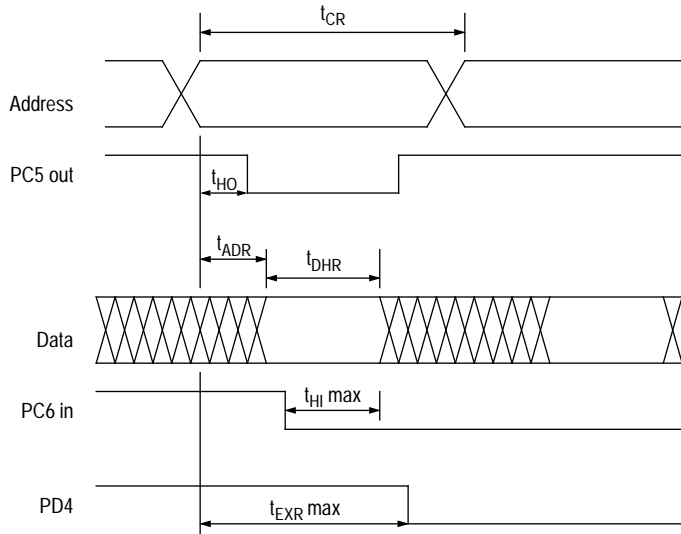 tCR
Address
PC5 out
tHO
tADR
tDHR
Data
PC6 in
tHI max
PD4
tEXR max